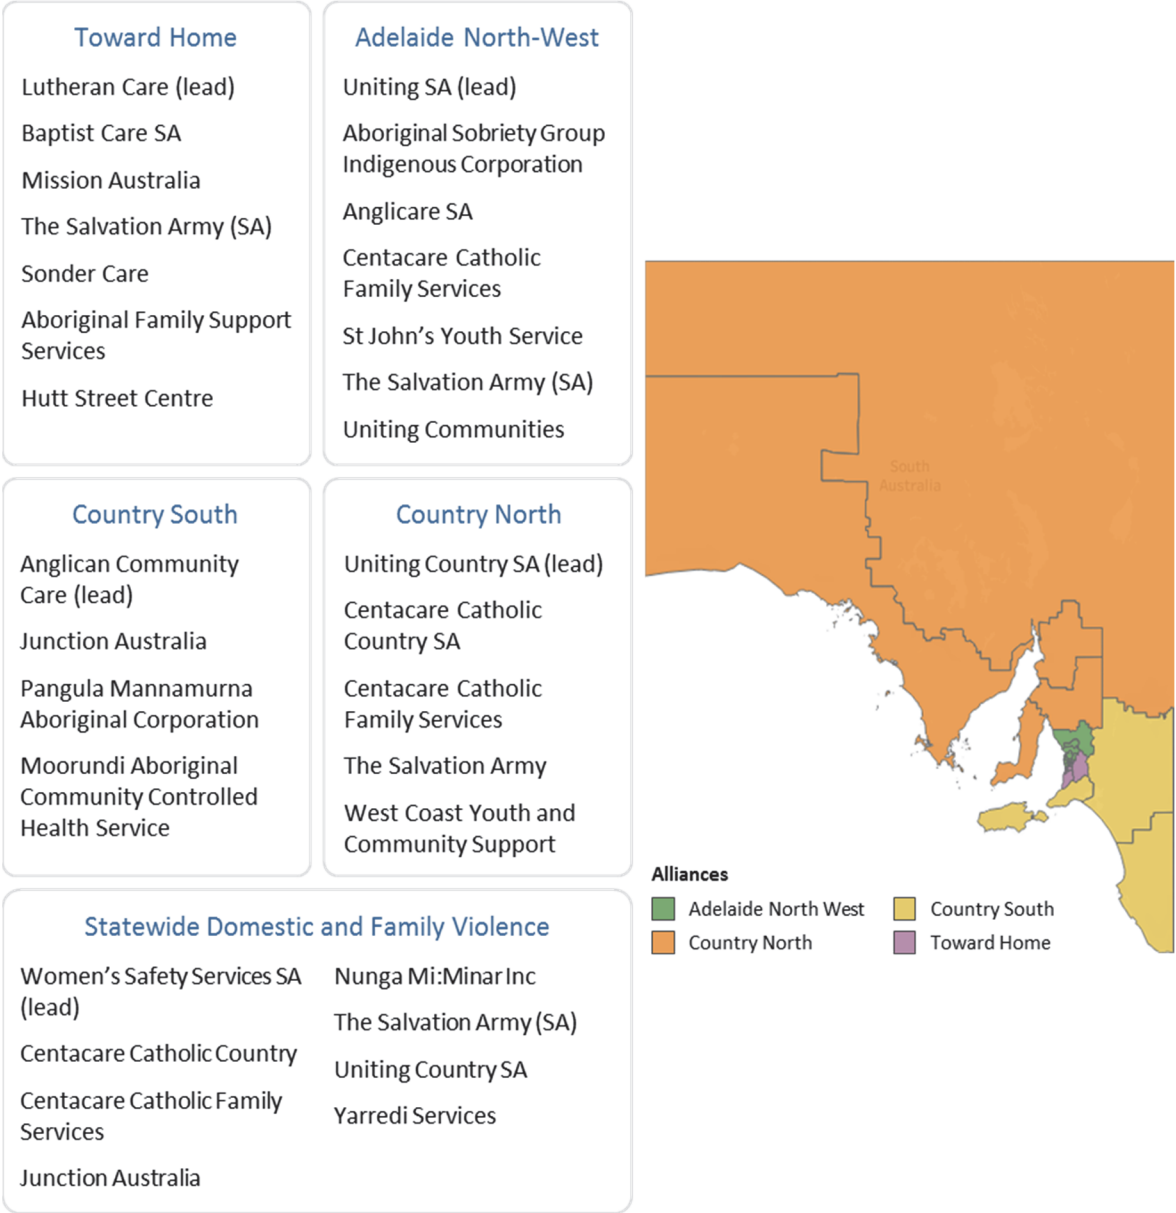 Toward Home
Lutheran Care (lead)
Baptist Care SA
Mission Australia
The Salvation Army (SA)
Sonder Care
Aboriginal Family Support
Services
Hutt Street Centre
Adelaide North-West
Uniting SA (lead)
Aboriginal Sobriety Group
Indigenous Corporation
Anglicare SA
Centacare Catholic
Family Services
St John’s Youth Service
The Salvation Army (SA)
Uniting Communities
Country South
Anglican Community
Care (lead)
Junction Australia
Pangula Mannamurna
Aboriginal Corporation
Moorundi Aboriginal
Community Controlled
Health Service
Country North
Uniting Country SA (lead)
Centacare Catholic
Country SA
Centacare Catholic
Family Services
The Salvation Army
West Coast Youth and
Community Support
Statewide Domestic and Family Violence
Women’s Safety Services SA
(lead)
Centacare Catholic Country
Centacare Catholic Family
Services
Junction Australia
Nunga Mi:Minar Inc
The Salvation Army (SA)
Uniting Country SA
Yarredi Services
South
Australia
Alliances
Adelaide North West
Country North
Country South
Toward Home